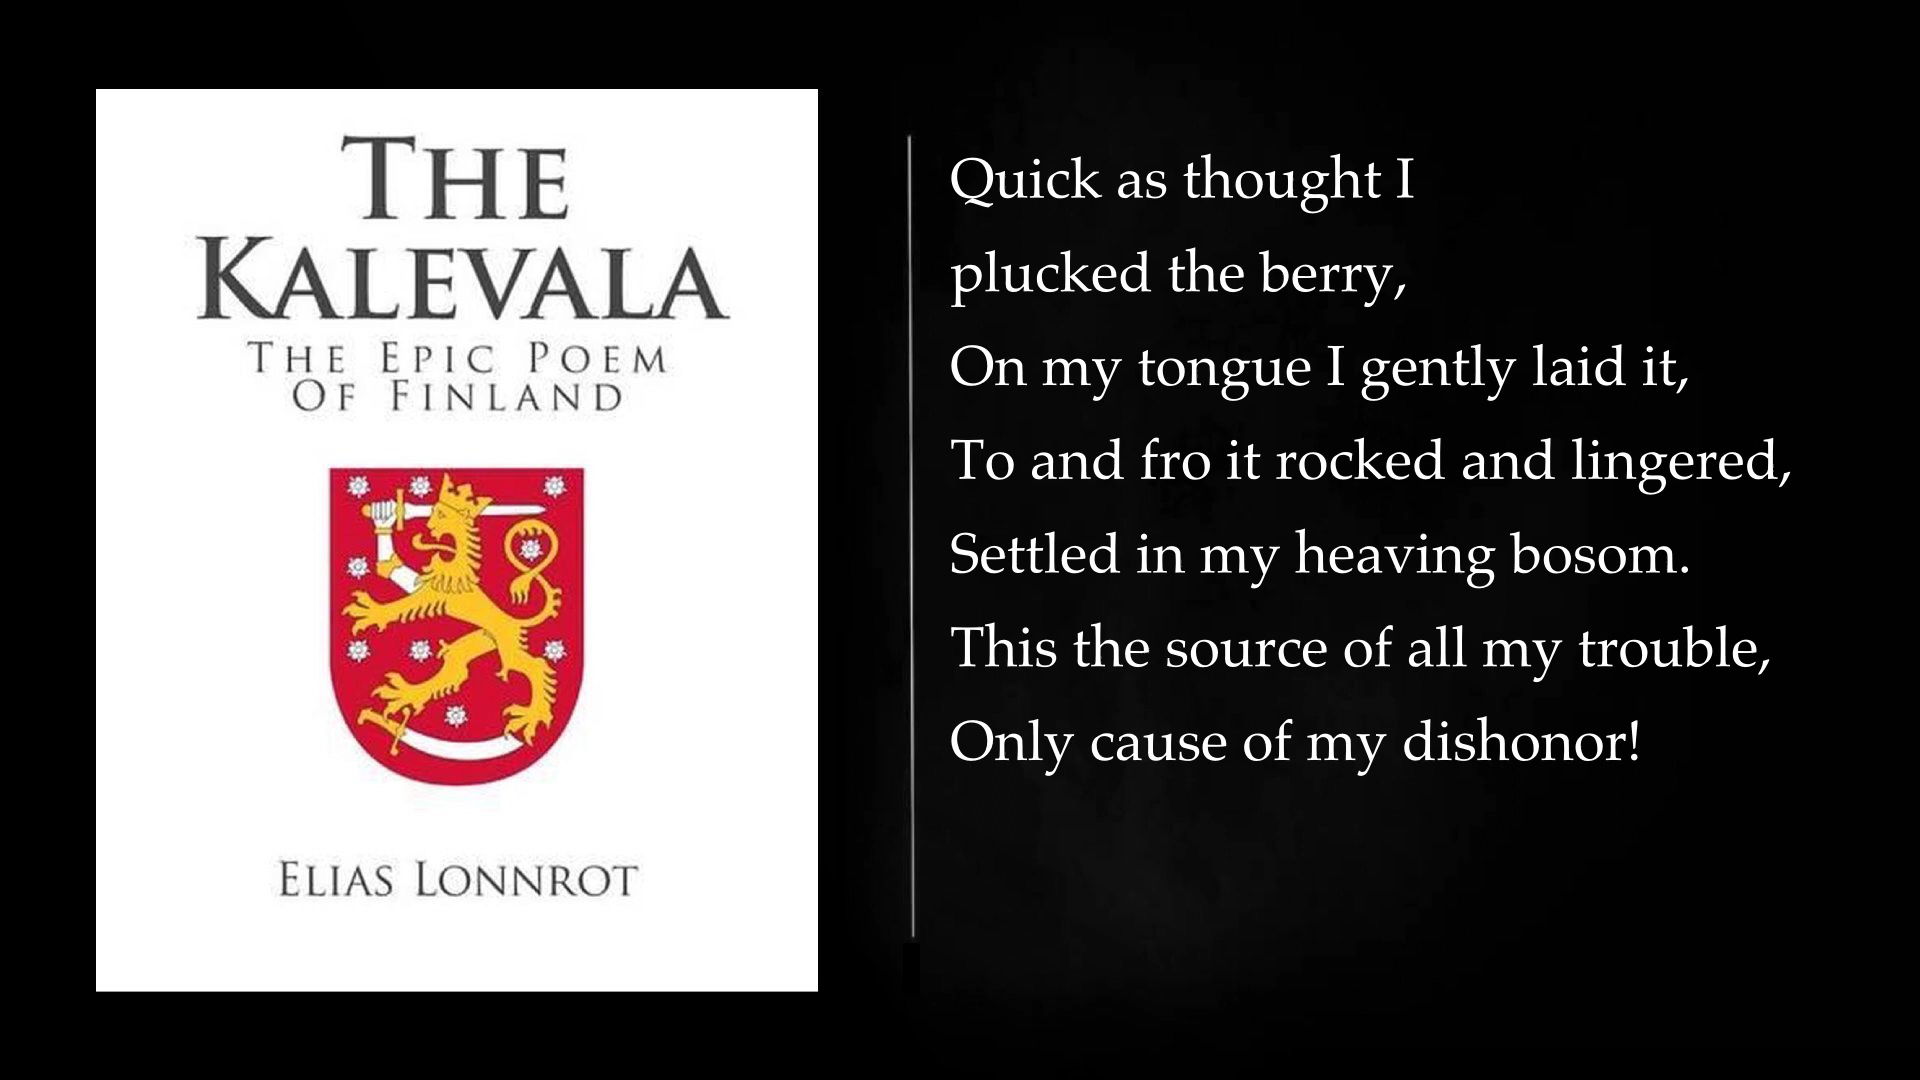 THE
KALEVALA
THE EPIC POEM
OF FINLAND
ELIAS LONNROT
Quick as thought I
plucked the berry,
On my tongue I gently laid it,
To and fro it rocked and lingered,
Settled in my heaving bosom.
This the source of all my trouble,
Only cause of my dishonor!